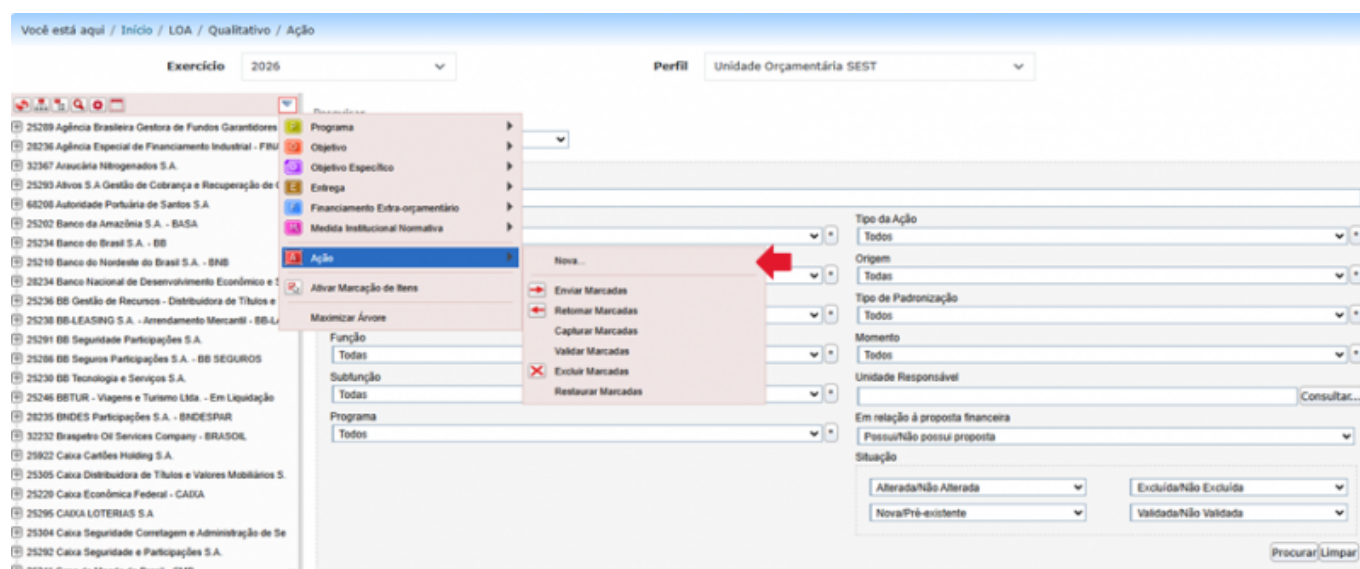 Você está aqui / Início / LOA / Qualitativo / Ação
Exercício 2026 Perfil Unidade Orçamentária SEST
25289 Agência Brasileira Gestora de Fundos Garantidores
28236 Agência Especial de Financiamento Industrial - FINA
32367 Araucária Nitrogenados S.A.
25293 Ativos S.A Gestão de Cobrança e Recuperação de C
68208 Autoridade Portuária de Santos S.A
25202 Banco da Amazônia S.A. - BASA
25234 Banco do Brasil S.A. - BB
25210 Banco do Nordeste do Brasil S.A. - BNB
28234 Banco Nacional de Desenvolvimento Econômico e S
25236 BB Gestão de Recursos - Distribuidora de Títulos e
25238 BB-LEASING S.A. - Arrendamento Mercantil - BB-L
25291 BB Seguridade Participações S.A.
25286 BB Seguros Participações S.A. - BB SEGUROS
25230 BB Tecnologia e Serviços S.A.
25246 BBTUR - Viagens e Turismo Ltda. - Em Liquidação
28235 BNDES Participações S.A. - BNDESPAR
32232 Braspetro Oil Services Company - BRASOIL
25922 Caixa Cartões Holding S.A.
25305 Caixa Distribuidora de Títulos e Valores Mobiliários S.
25220 Caixa Econômica Federal - CAIXA
25295 CAIXA LOTERIAS S.A
25304 Caixa Seguridade Corretagem e Administração de Se
25292 Caixa Seguridade e Participações S.A.
Programa
Objetivo
Objetivo Específico
Entrega
Financiamento Extra-orçamentário
Medida Institucional Normativa
Ação
Ativar Marcação de Itens
Maximizar Árvore
Nova...
Enviar Marcadas
Retornar Marcadas
Capturar Marcadas
Validar Marcadas
Excluir Marcadas
Restaurar Marcadas
Função
Todas
Subfunção
Todas
Programa
Todos
Tipo da Ação
Todos
Origem
Todas
Tipo de Padronização
Todos
Momento
Todos
Unidade Responsável
Consultar...
Em relação á proposta financeira
Possui/Não possui proposta
Situação
Alterada/Não Alterada Excluída/Não Excluída
Nova/Pré-existente Validada/Não Validada
Procurar Limpar